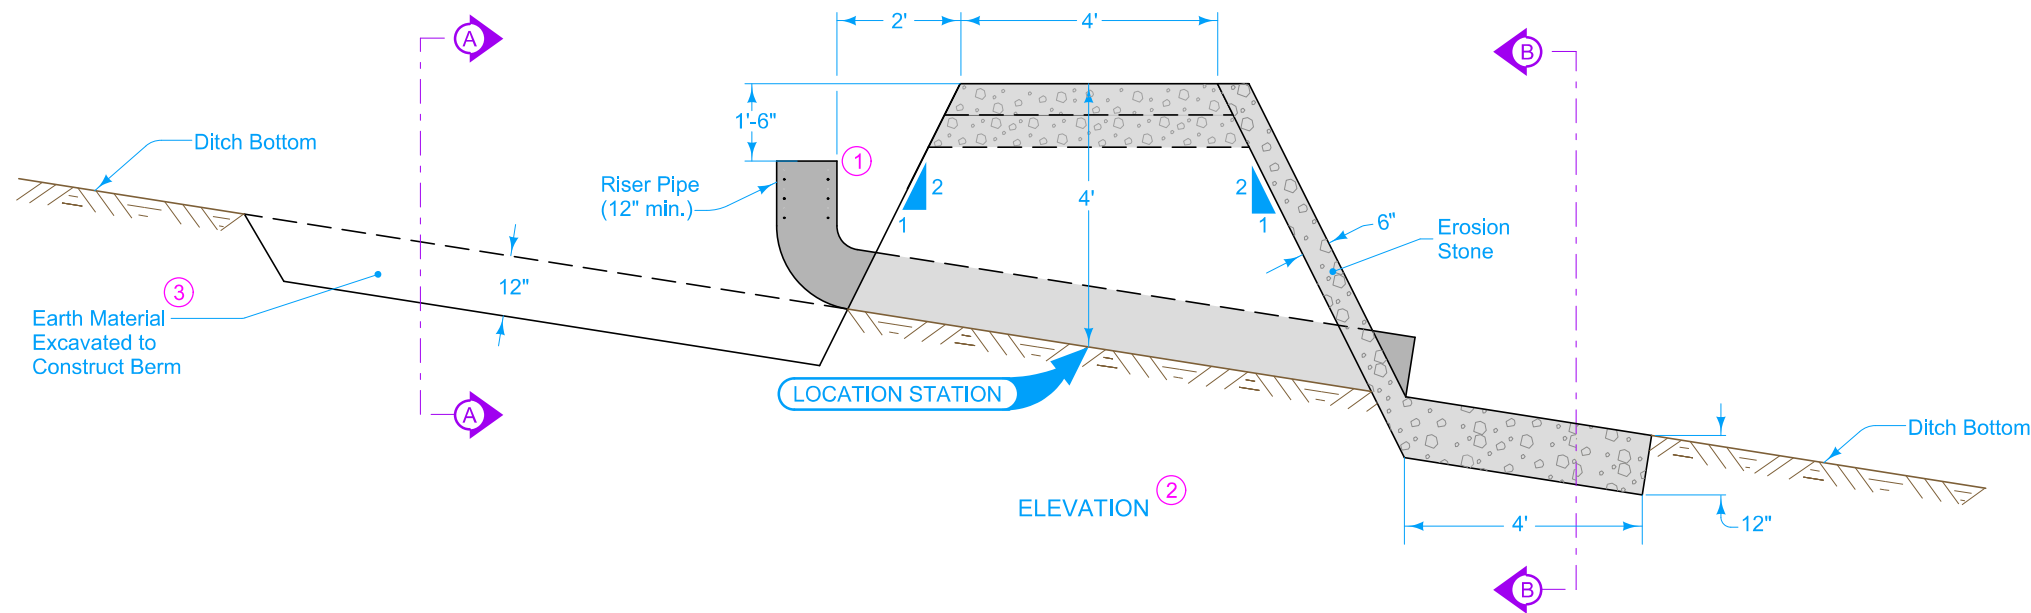 A
2'
4'
B
1'-6"
Ditch Bottom
1
Riser Pipe
(12" min.)
2
1
4'
2
1
6"
Erosion
Stone
3
12"
Earth Material
Excavated to
Construct Berm
LOCATION STATION
A
Ditch Bottom
2
ELEVATION
4'
12"
B